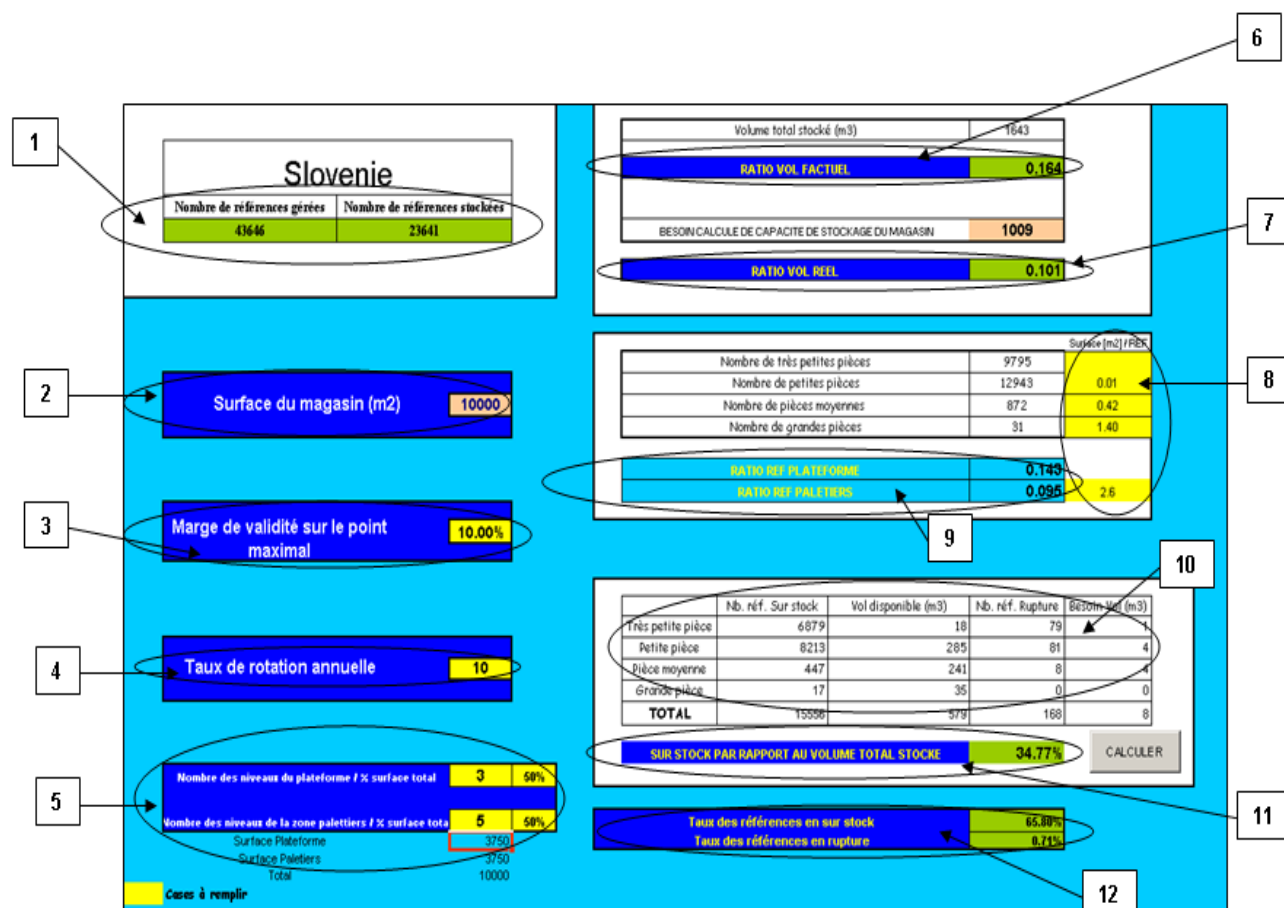 6
1
Slovenie
Nombre de références gérées Nombre de références stockées
43646 23641
Volume total stocké (m3) 1643
RATIO VOL FACTUEL 0.164
BESOIN CALCULE DE CAPACITE DE STOCKAGE DU MAGASIN 1009
7
RATIO VOL REEL 0.101
2
Surface du magasin (m2) 10000
Surface [m2] / REF
Nombre de très petites pièces 9795
Nombre de petites pièces 12943 0.01
Nombre de pièces moyennes 872 0.42
Nombre de grandes pièces 31 1.40
8
RATIO REF PLATEFORME 0.143
RATIO REF PALETIERS 0.095 2.6
3
Marge de validité sur le point
maximal
10.00%
9
10
4
Taux de rotation annuelle 10
Nb. réf. Sur stock Vol disponible (m3) Nb. réf. Rupture Besoin Vol (m3)
Très petite pièce 6879 18 79 1
Petite pièce 8213 285 81 4
Pièce moyenne 447 241 8 4
Grande pièce 17 35 0 0
TOTAL 15556 579 168 8
SUR STOCK PAR RAPPORT AU VOLUME TOTAL STOCKE 34.77%
CALCULER
5
Nombre des niveaux du plateforme / % surface total 3 50%
Nombre des niveaux de la zone palettiers / % surface tota 5 50%
Surface Plateforme 3750
Surface Paletiers 3750
Total 10000
Cases à remplir
11
Taux des références en sur stock 65.80%
Taux des références en rupture 0.71%
12